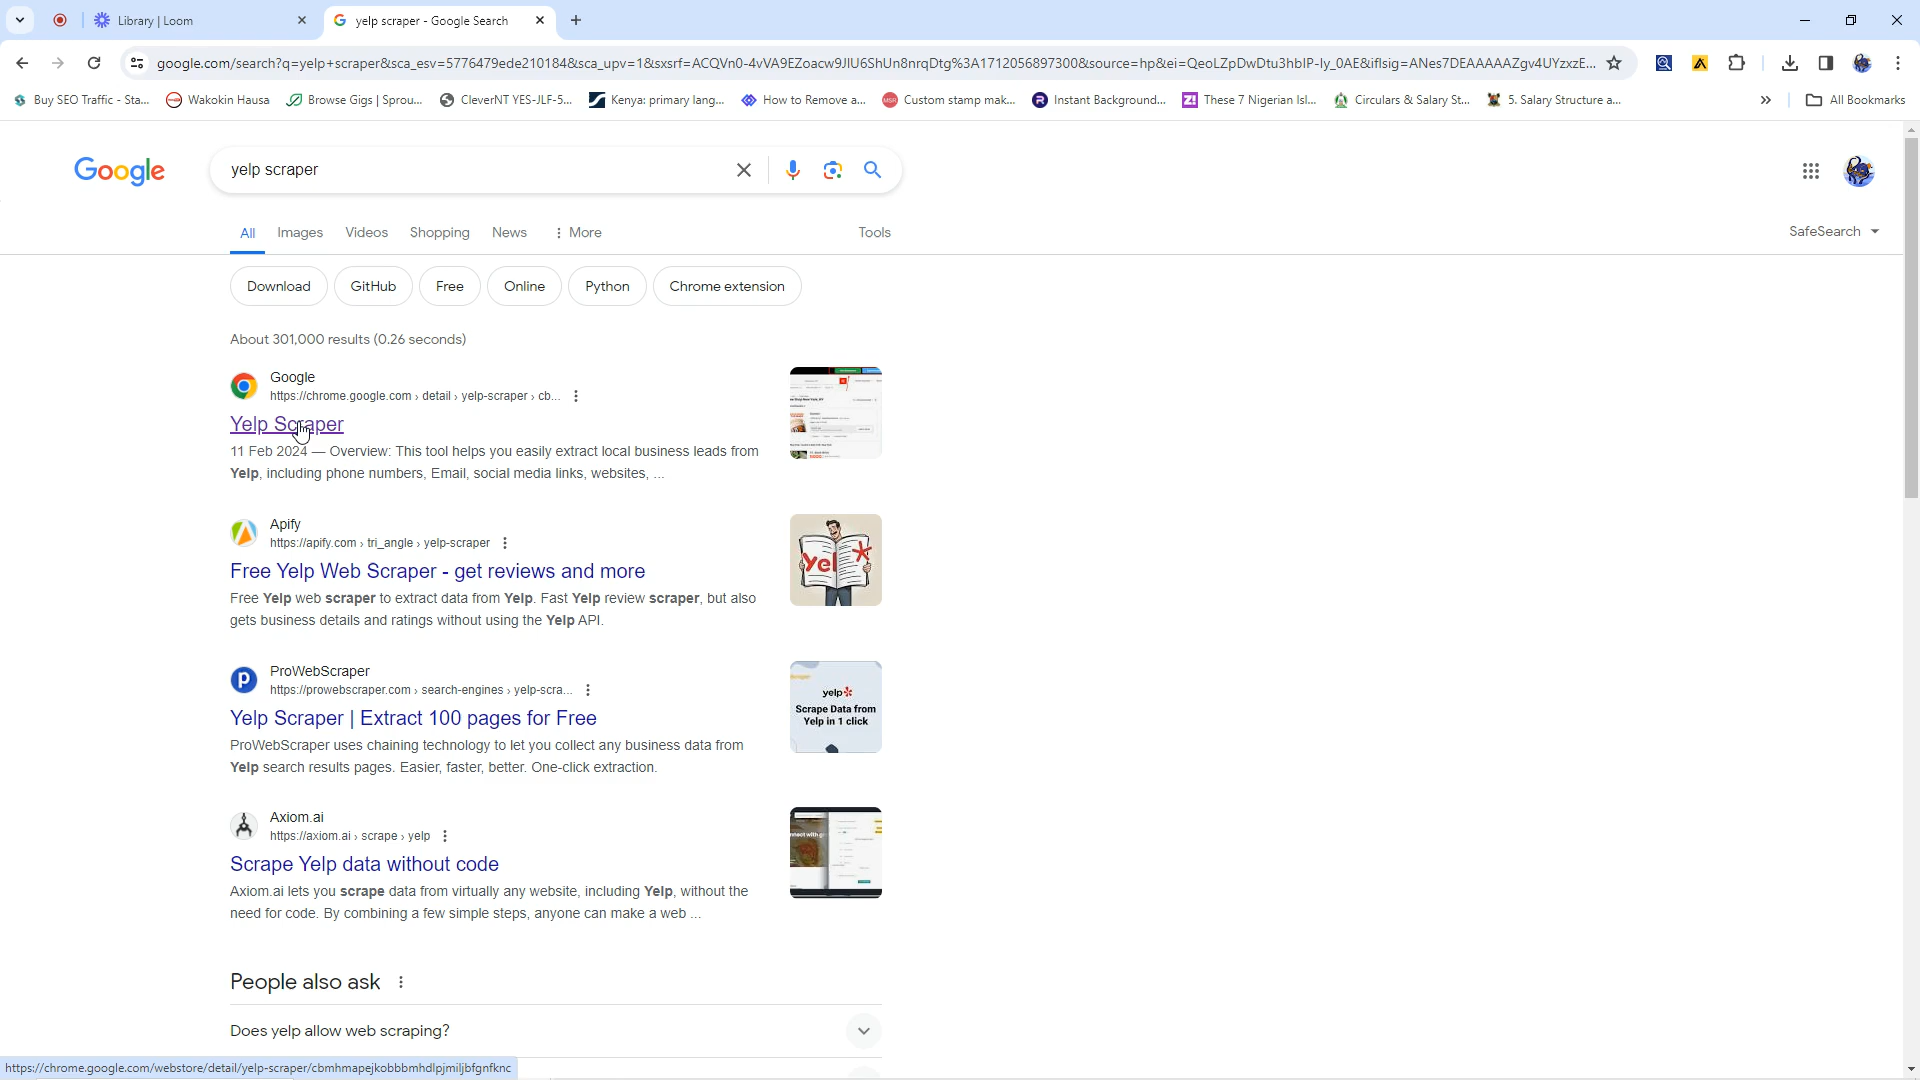 Library | Loom
yelp scraper - Google Search
google.com/search?q=yelp+scraper&sca_esv=5776479ede210184&sca_upv=1&sxsrf=ACQVn0-4vVA9EZoacw9JlU6ShUn8nrqDtg%3A1712056897300&source=hp&ei=QeoLZpDwDtu3hbIP-Iy_0AE&iflsig=ANes7DEAAAAAZgv4UYzxzE...
Buy SEO Traffic - Sta...
Wakokin Hausa
Browse Gigs | Sprou...
CleverNT YES-JLF-5...
Kenya: primary lang...
How to Remove a...
Custom stamp mak...
Instant Background...
These 7 Nigerian Isl...
Circulars & Salary St...
5. Salary Structure a...
All Bookmarks
Google
yelp scraper
All
Images
Videos
Shopping
News
More
Tools
SafeSearch
Download
GitHub
Free
Online
Python
Chrome extension
About 301,000 results (0.26 seconds)
Google
https://chrome.google.com › detail › yelp-scraper › cb...
Yelp Scraper
11 Feb 2024 — Overview: This tool helps you easily extract local business leads from
Yelp, including phone numbers, Email, social media links, websites, ...
Apify
https://apify.com › tri_angle › yelp-scraper
Free Yelp Web Scraper - get reviews and more
Free Yelp web scraper to extract data from Yelp. Fast Yelp review scraper, but also
gets business details and ratings without using the Yelp API.
ProWebScraper
https://prowebscraper.com › search-engines › yelp-scra...
Yelp Scraper | Extract 100 pages for Free
ProWebScraper uses chaining technology to let you collect any business data from
Yelp search results pages. Easier, faster, better. One-click extraction.
yelp
Scrape Data from
Yelp in 1 click
Axiom.ai
https://axiom.ai › scrape › yelp
Scrape Yelp data without code
Axiom.ai lets you scrape data from virtually any website, including Yelp, without the
need for code. By combining a few simple steps, anyone can make a web ...
People also ask
Does yelp allow web scraping?
https://chrome.google.com/webstore/detail/yelp-scraper/cbmhmapejkobbbmhdlpjmiljbfgnfknc